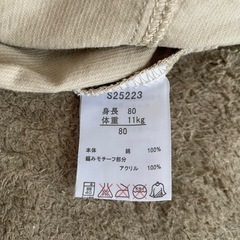 S25223
身長 80
体重 11kg
80
本体 綿 100%
編みモチーフ部分
アクリル 100%